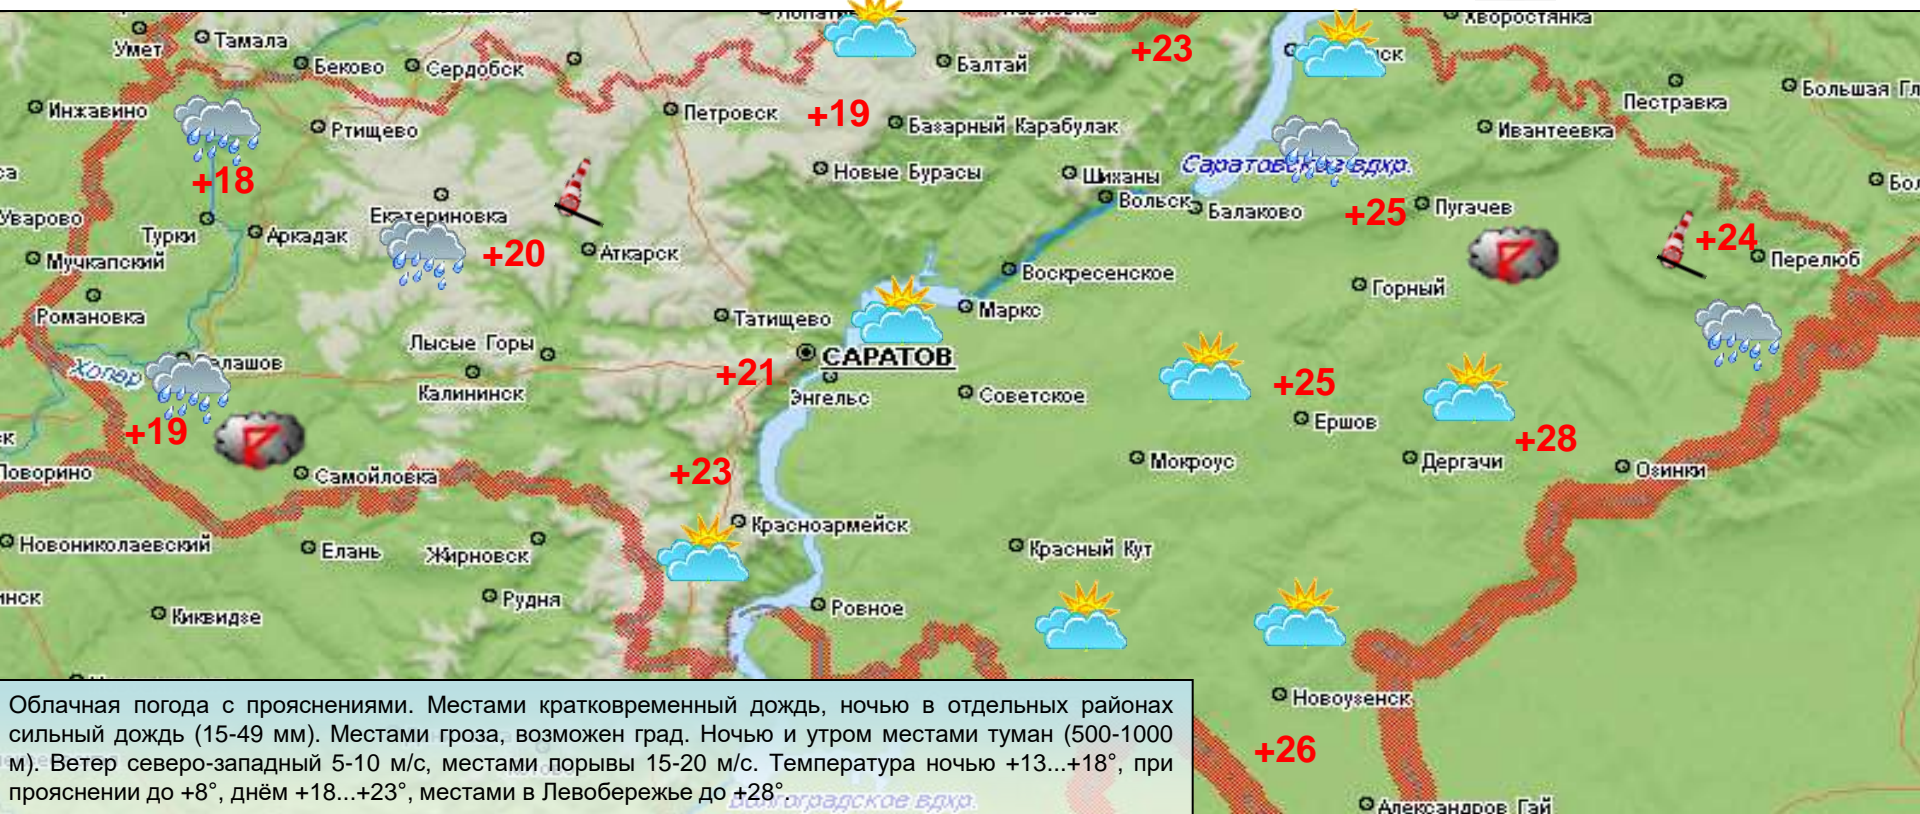 Хворостянка
Умет
Тамала
Балтай
+23
Беково
Сердобск
Пестравка
Инжавино
Петровск
+19
Базарный Карабулак
Ртищево
Ивантеевка
Новые Бурасы
Шиханы
Саратовское вдхр.
+18
Уварово
Екатериновка
Вольск
Балаково
+25
Пугачев
Турки
Аркадак
+20
Аткарск
+24
Перелюб
Мучкапский
Воскресенское
Горный
Романовка
Татищево
Маркс
Лысые Горы
САРАТОВ
Хопер
+21
Калининск
Энгельс
Советское
+25
Ершов
+19
+28
Мокроус
Дергачи
Озинки
Поворино
Самойловка
+23
Красноармейск
Новониколаевский
Елань
Жирновск
Красный Кут
Рудня
Ровное
Киквидзе
Новоузенск
+26
Александров Гай
Облачная погода с прояснениями. Местами кратковременный дождь, ночью в отдельных районах
сильный дождь (15-49 мм). Местами гроза, возможен град. Ночью и утром местами туман (500-1000
м). Ветер северо-западный 5-10 м/с, местами порывы 15-20 м/с. Температура ночью +13...+18°, при
прояснении до +8°, днём +18...+23°, местами в Левобережье до +28°.
Волгоградское вдхр.